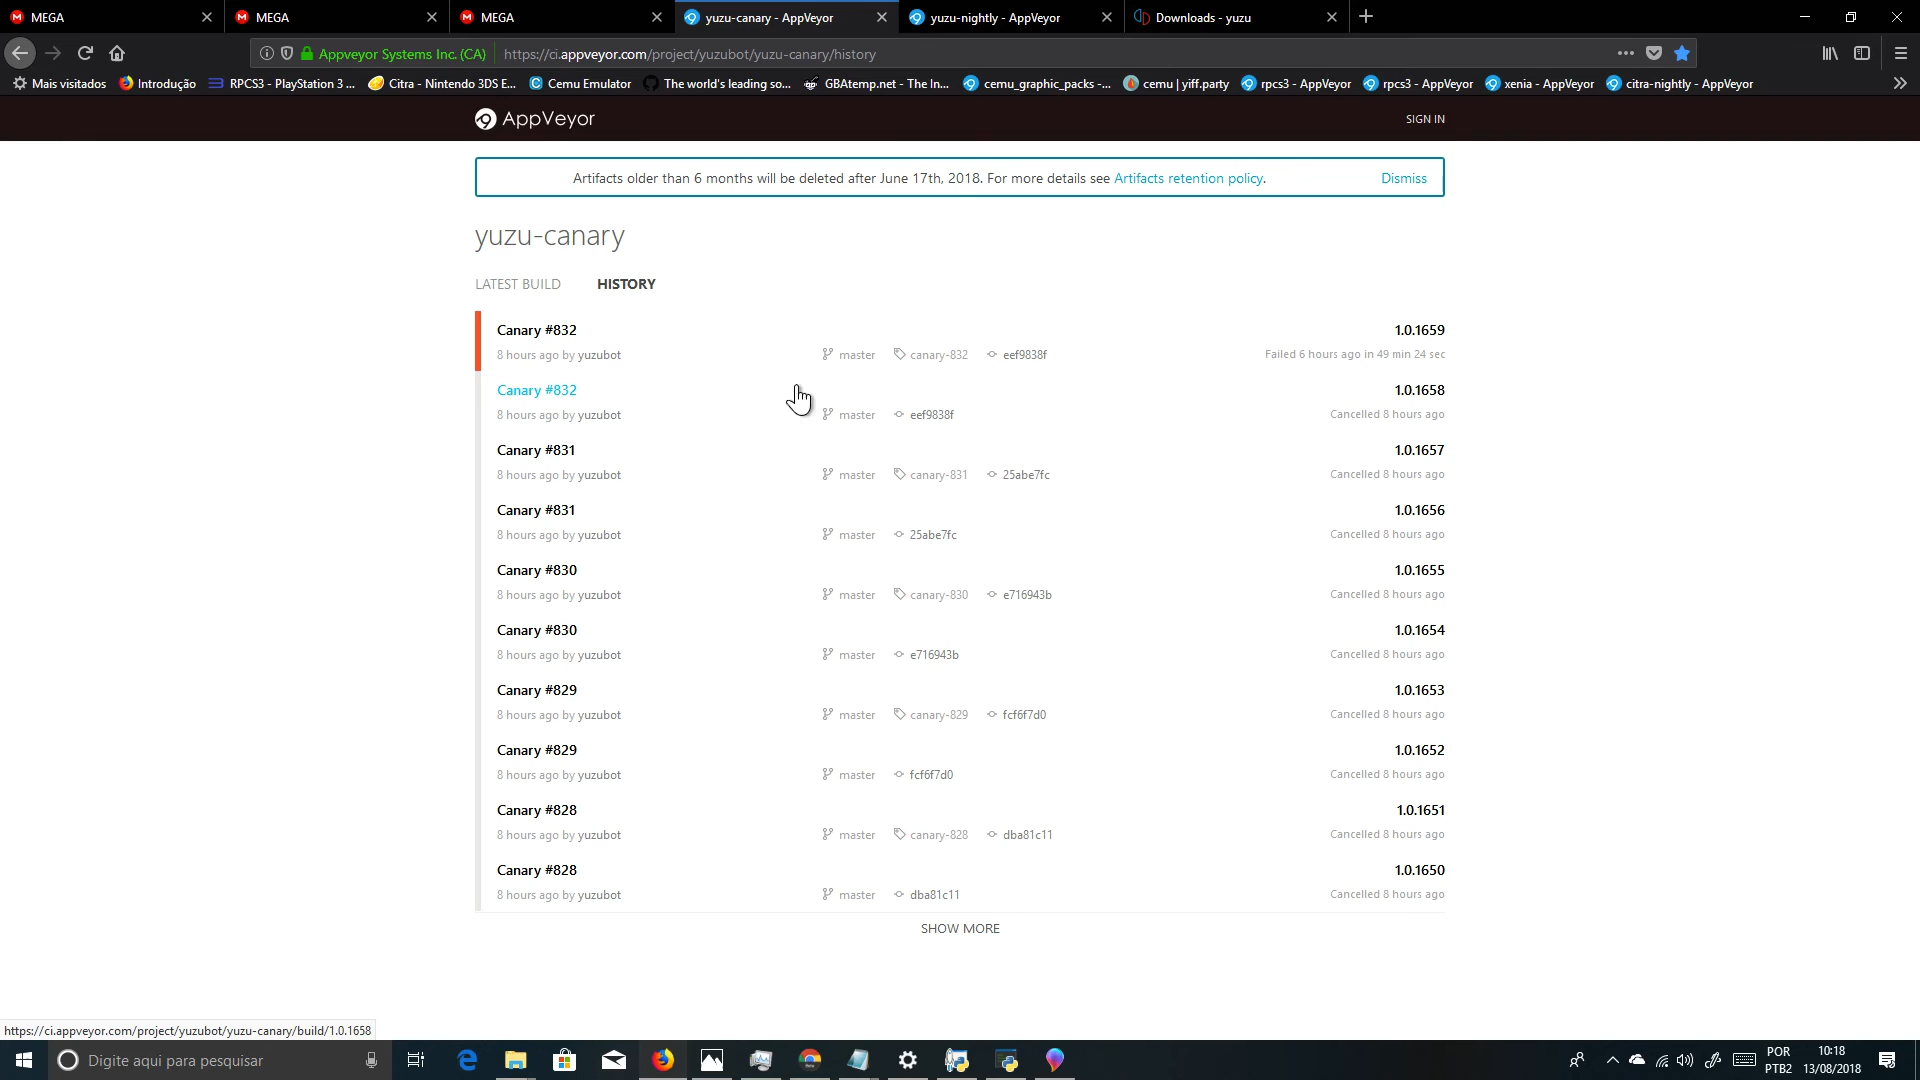 MEGA
MEGA
MEGA
yuzu-canary - AppVeyor
yuzu-nightly - AppVeyor
Downloads - yuzu
Appveyor Systems Inc. (CA)
https://ci.appveyor.com/project/yuzubot/yuzu-canary/history
Mais visitados
Introdução
RPCS3 - PlayStation 3 ...
Citra - Nintendo 3DS E...
Cemu Emulator
The world's leading so...
GBAtemp.net - The In...
cemu_graphic_packs -...
cemu | yiff.party
rpcs3 - AppVeyor
rpcs3 - AppVeyor
xenia - AppVeyor
citra-nightly - AppVeyor
AppVeyor
SIGN IN
Artifacts older than 6 months will be deleted after June 17th, 2018. For more details see Artifacts retention policy.
Dismiss
yuzu-canary
LATEST BUILD
HISTORY
Canary #832
1.0.1659
8 hours ago by yuzubot
master
canary-832
eef9838f
Failed 6 hours ago in 49 min 24 sec
Canary #832
1.0.1658
8 hours ago by yuzubot
master
eef9838f
Cancelled 8 hours ago
Canary #831
1.0.1657
8 hours ago by yuzubot
master
canary-831
25abe7fc
Cancelled 8 hours ago
Canary #831
1.0.1656
8 hours ago by yuzubot
master
25abe7fc
Cancelled 8 hours ago
Canary #830
1.0.1655
8 hours ago by yuzubot
master
canary-830
e716943b
Cancelled 8 hours ago
Canary #830
1.0.1654
8 hours ago by yuzubot
master
e716943b
Cancelled 8 hours ago
Canary #829
1.0.1653
8 hours ago by yuzubot
master
canary-829
fcf6f7d0
Cancelled 8 hours ago
Canary #829
1.0.1652
8 hours ago by yuzubot
master
fcf6f7d0
Cancelled 8 hours ago
Canary #828
1.0.1651
8 hours ago by yuzubot
master
canary-828
dba81c11
Cancelled 8 hours ago
Canary #828
1.0.1650
8 hours ago by yuzubot
master
dba81c11
Cancelled 8 hours ago
SHOW MORE
https://ci.appveyor.com/project/yuzubot/yuzu-canary/build/1.0.1658
Digite aqui para pesquisar
POR
PTB2
10:18
13/08/2018